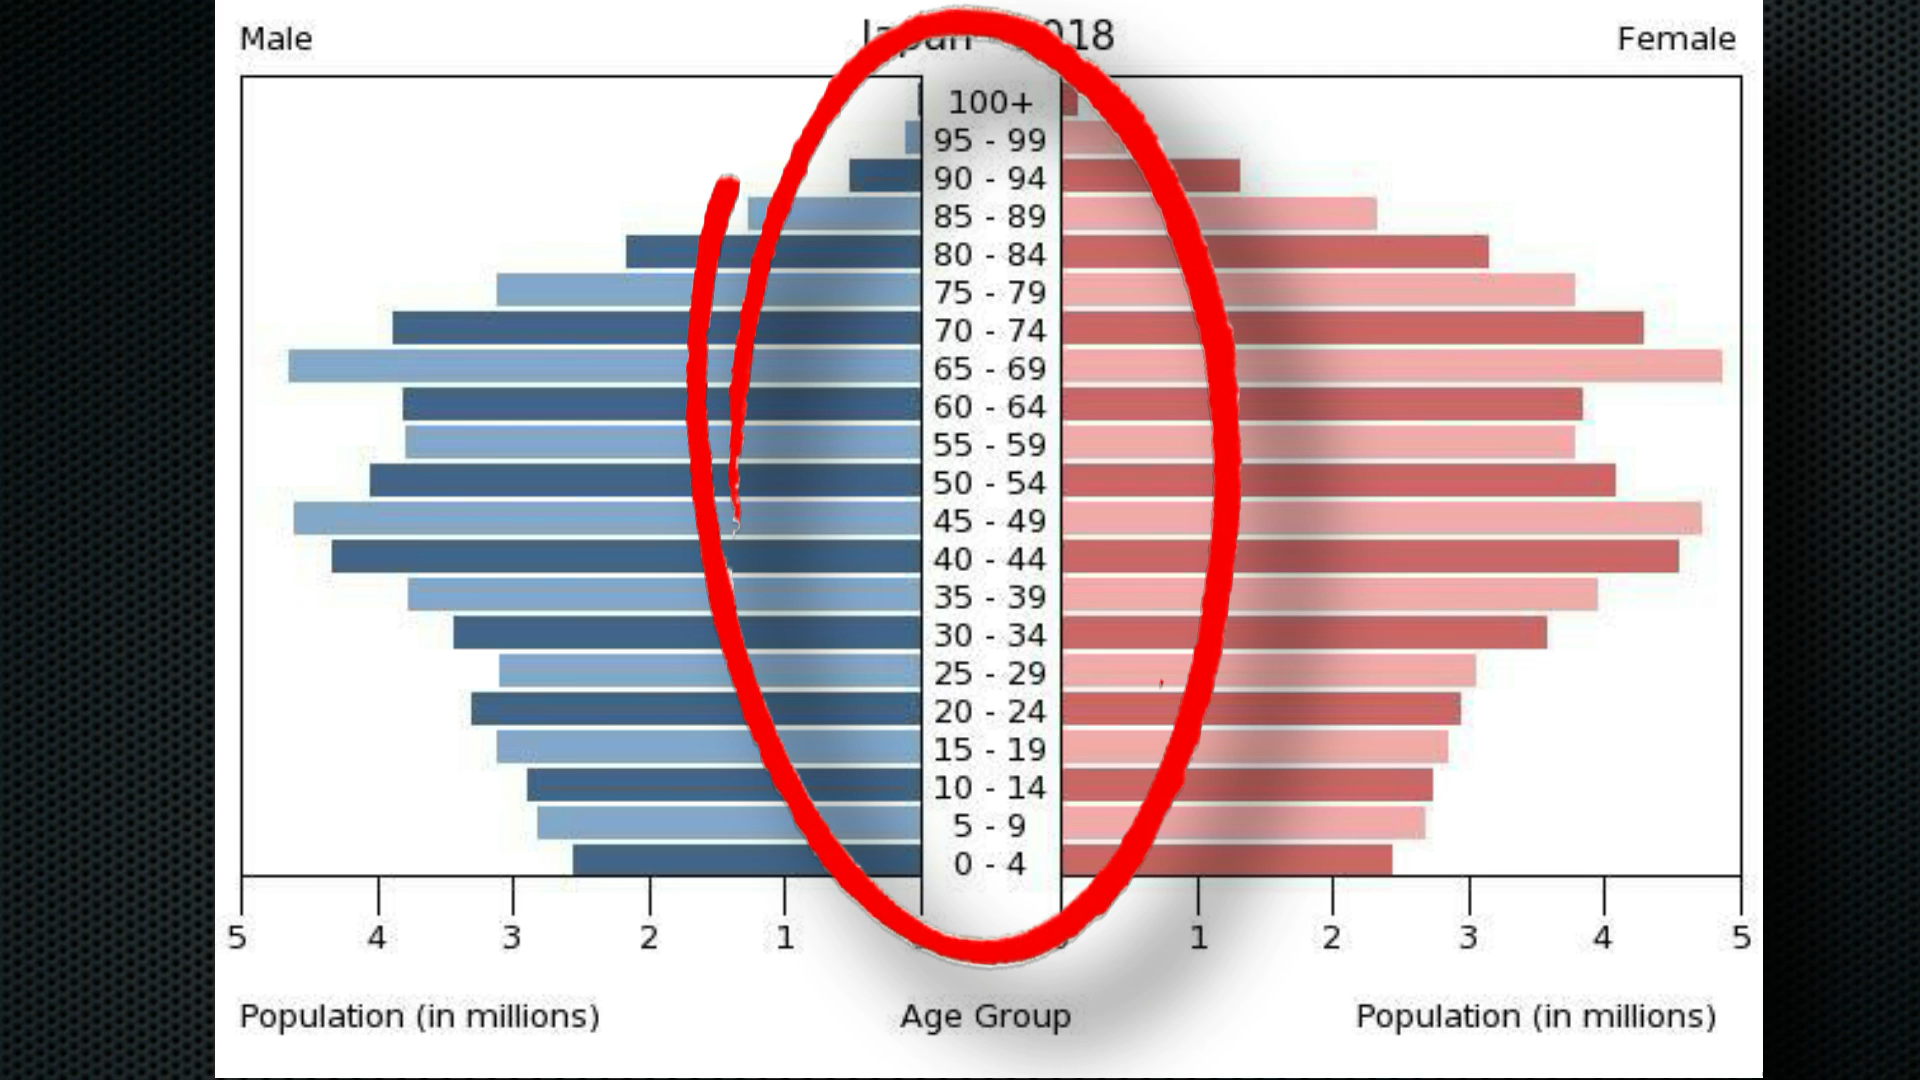 Male
018
Female
100+
95 - 99
90 - 94
85 - 89
80 - 84
75 - 79
70 - 74
65 - 69
60 - 64
55 - 59
50 - 54
45 - 49
40 - 44
35 - 39
30 - 34
25 - 29
20 - 24
15 - 19
10 - 14
5 - 9
0 - 4
5 4 3 2 1 1 2 3 4 5
Population (in millions)
Age Group
Population (in millions)